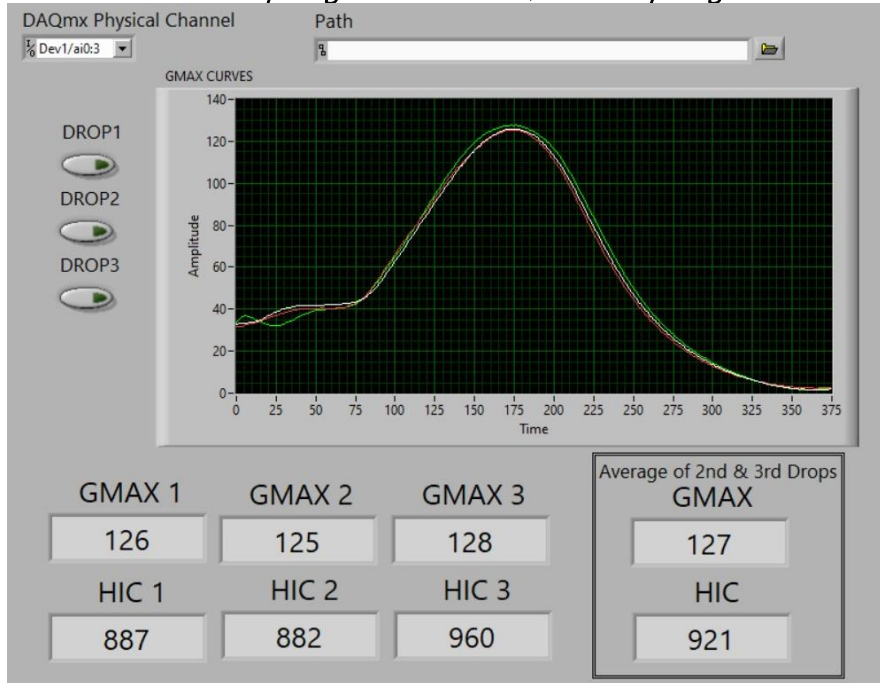 DAQmx Physical Channel
Path
Dev1/ai0:3
GMAX CURVES
DROP1
DROP2
DROP3
Amplitude
140
120
100
80
60
40
20
0
0 25 50 75 100 125 150 175 200 225 250 275 300 325 350 375
Time
GMAX 1 GMAX 2 GMAX 3
126 125 128
HIC 1 HIC 2 HIC 3
887 882 960
Average of 2nd & 3rd Drops
GMAX
127
HIC
921